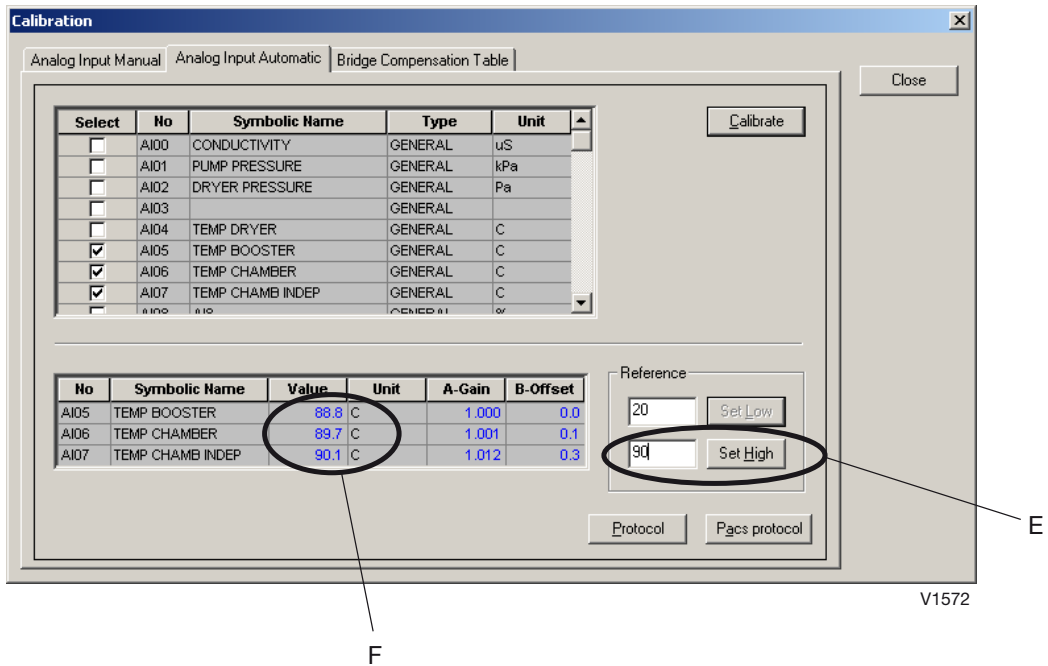 Calibration
Analog Input Manual Analog Input Automatic Bridge Compensation Table
Close
Select No Symbolic Name Type Unit
AI00 CONDUCTIVITY GENERAL uS
AI01 PUMP PRESSURE GENERAL kPa
AI02 DRYER PRESSURE GENERAL Pa
AI03 GENERAL
AI04 TEMP DRYER GENERAL C
AI05 TEMP BOOSTER GENERAL C
AI06 TEMP CHAMBER GENERAL C
AI07 TEMP CHAMB INDEP GENERAL C
AI08 AI8 GENERAL %
Calibrate
No Symbolic Name Value Unit A-Gain B-Offset
AI05 TEMP BOOSTER 88.8 C 1.000 0.0
AI06 TEMP CHAMBER 89.7 C 1.001 0.1
AI07 TEMP CHAMB INDEP 90.1 C 1.012 0.3
Reference
20 Set Low
90 Set High
Protocol Pacs protocol
E
V1572
F